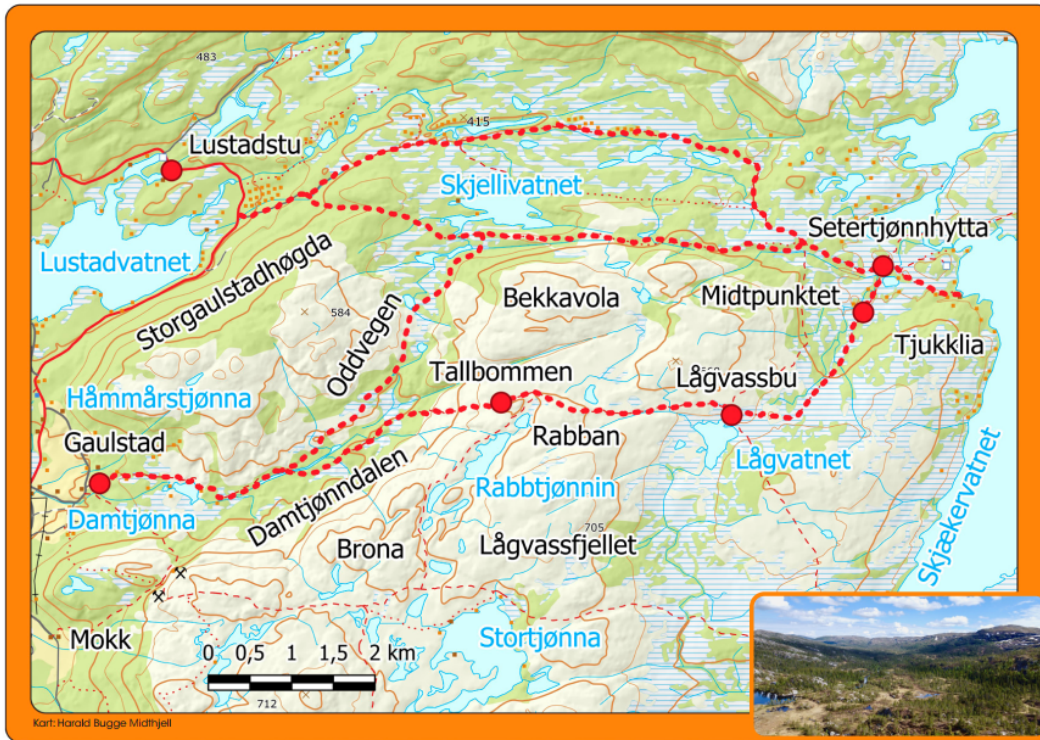 483
415
Lustadstu
Skjellivatnet
Setertjønnhytta
Lustadvatnet
Storgaulstadhøgda
584
Oddvegen
Bekkavola
Midtpunktet
Tjukklia
Tallbommen
Lågvassbu
Håmmårstjønna
Gaulstad
Rabban
Lågvatnet
Damtjønna
Damtjønndalen
Rabbtjønnin
Skjækervatnet
705
Brona
Lågvassfjellet
Mokk
Stortjønna
0 0,5 1 1,5 2 km
712
Kart: Harald Bugge Midthjell